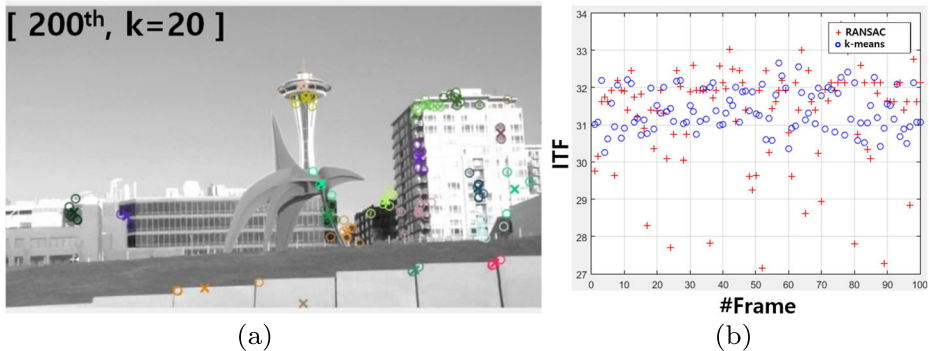 [ 200th, k=20 ]
ITF
34
33
32
31
30
29
28
27
RANSAC
k-means
0 10 20 30 40 50 60 70 80 90 100
#Frame
(a)
(b)